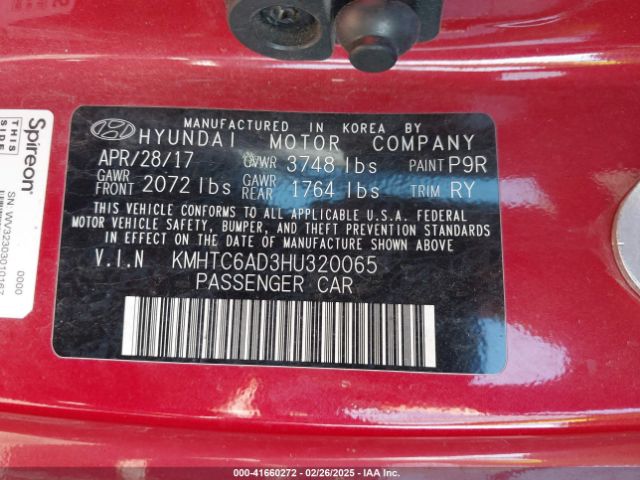 MANUFACTURED IN KOREA BY
HYUNDAI MOTOR COMPANY
APR/28/17 GVWR 3748 lbs PAINT P9R
GAWR FRONT 2072 lbs GAWR REAR 1764 lbs TRIM RY
THIS VEHICLE CONFORMS TO ALL APPLICABLE U.S.A. FEDERAL
MOTOR VEHICLE SAFETY, BUMPER, AND THEFT PREVENTION STANDARDS
IN EFFECT ON THE DATE OF MANUFACTURE SHOWN ABOVE
V.I.N KMHTC6AD3HU320065
PASSENGER CAR
Spireon
THIS
SIDE
0000
000-41660272 - 02/26/2025 - IAA Inc.